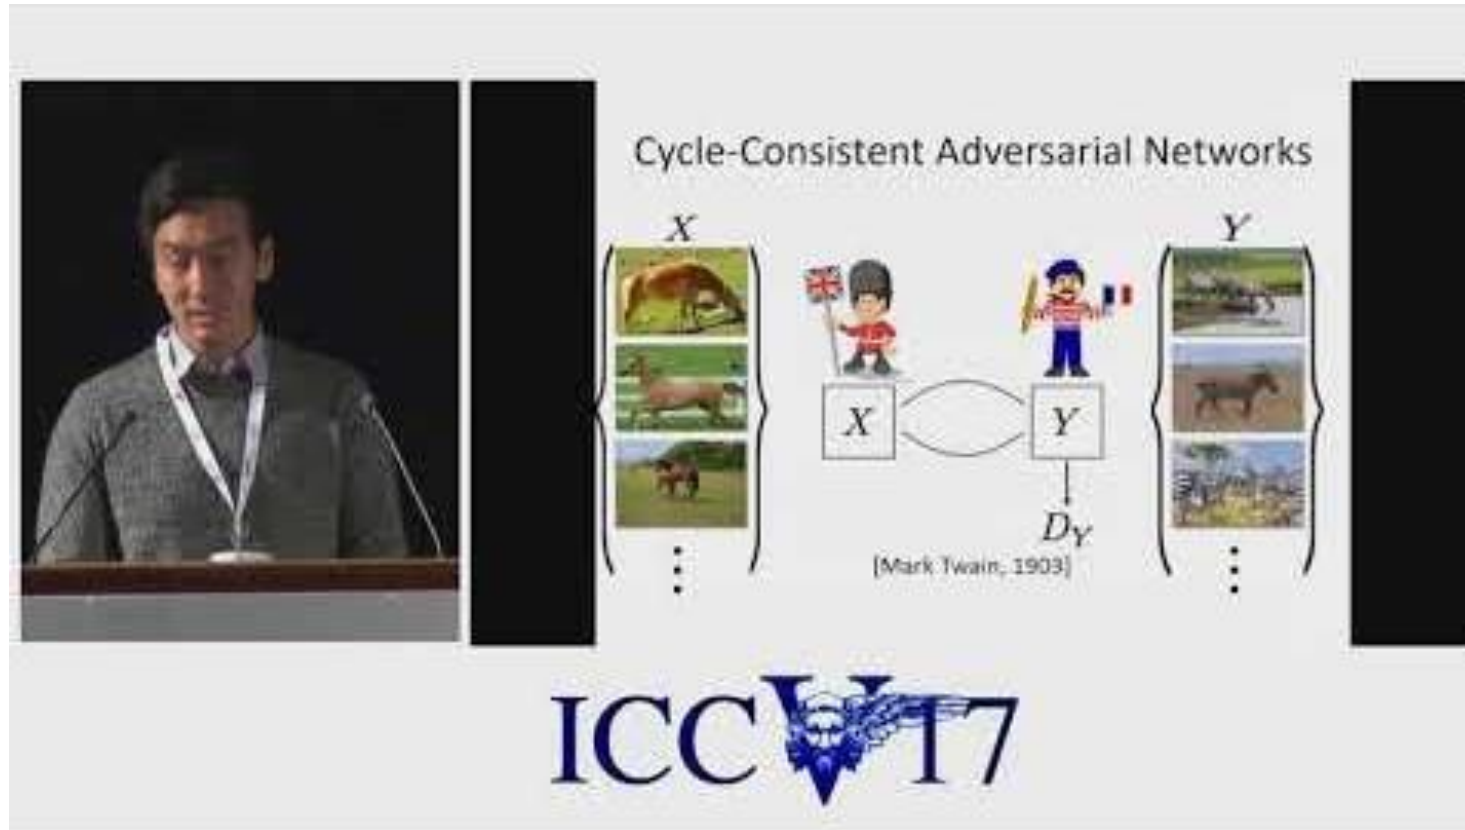 Cycle-Consistent Adversarial Networks
X
Y
X
Y
D_Y
[Mark Twain, 1903]
ICCV17